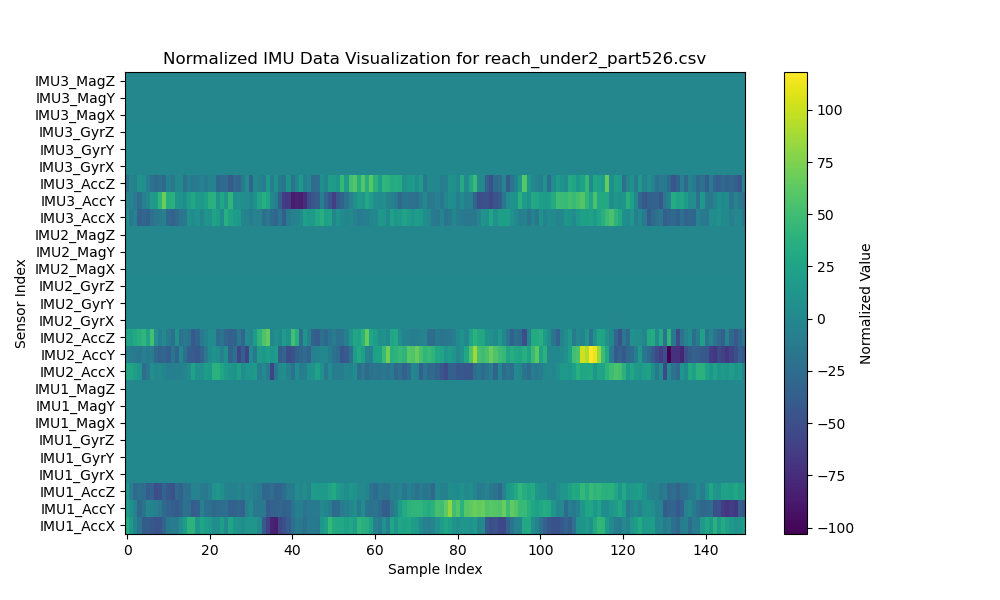 Normalized IMU Data Visualization for reach_under2_part526.csv
IMU3_MagZ
IMU3_MagY
IMU3_MagX
IMU3_GyrZ
IMU3_GyrY
IMU3_GyrX
IMU3_AccZ
IMU3_AccY
IMU3_AccX
IMU2_MagZ
IMU2_MagY
IMU2_MagX
IMU2_GyrZ
IMU2_GyrY
IMU2_GyrX
IMU2_AccZ
IMU2_AccY
IMU2_AccX
IMU1_MagZ
IMU1_MagY
IMU1_MagX
IMU1_GyrZ
IMU1_GyrY
IMU1_GyrX
IMU1_AccZ
IMU1_AccY
IMU1_AccX
Sensor Index
0 20 40 60 80 100 120 140
Sample Index
100
75
50
25
0
−25
−50
−75
−100
Normalized Value